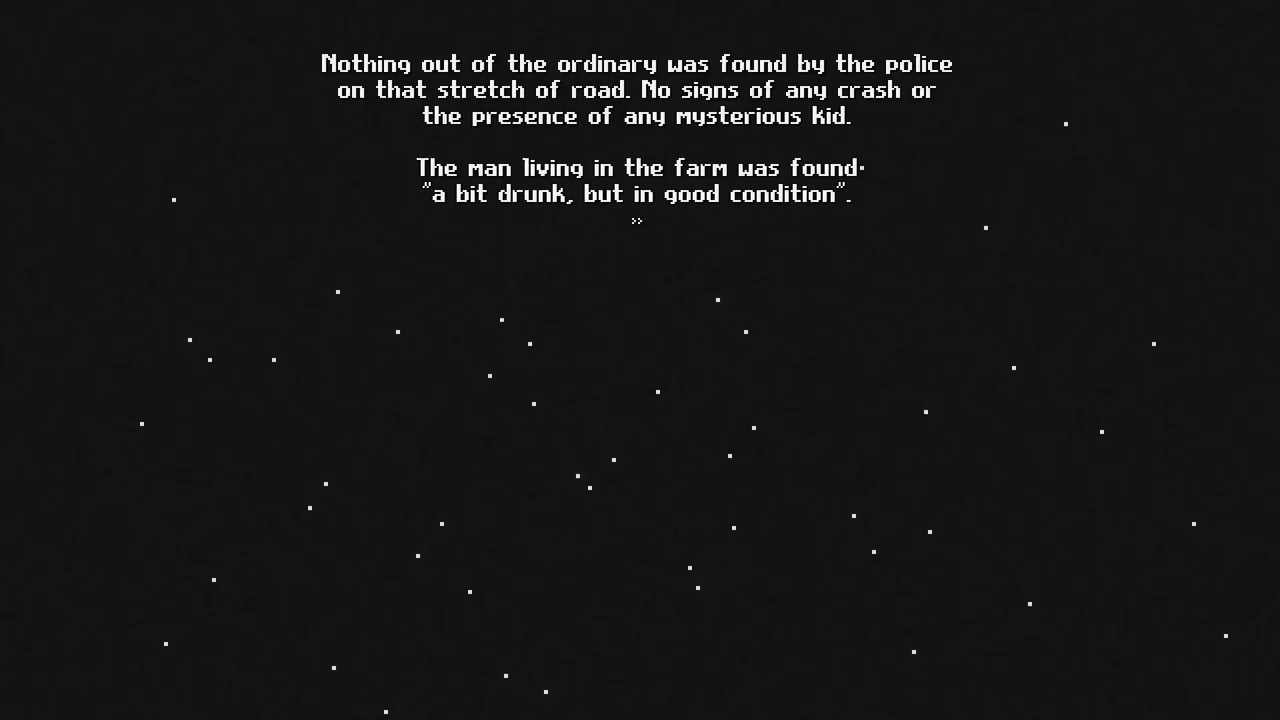 Nothing out of the ordinary was found by the police
on that stretch of road. No signs of any crash or
the presence of any mysterious kid.
The man living in the farm was found·
"a bit drunk, but in good condition".
»